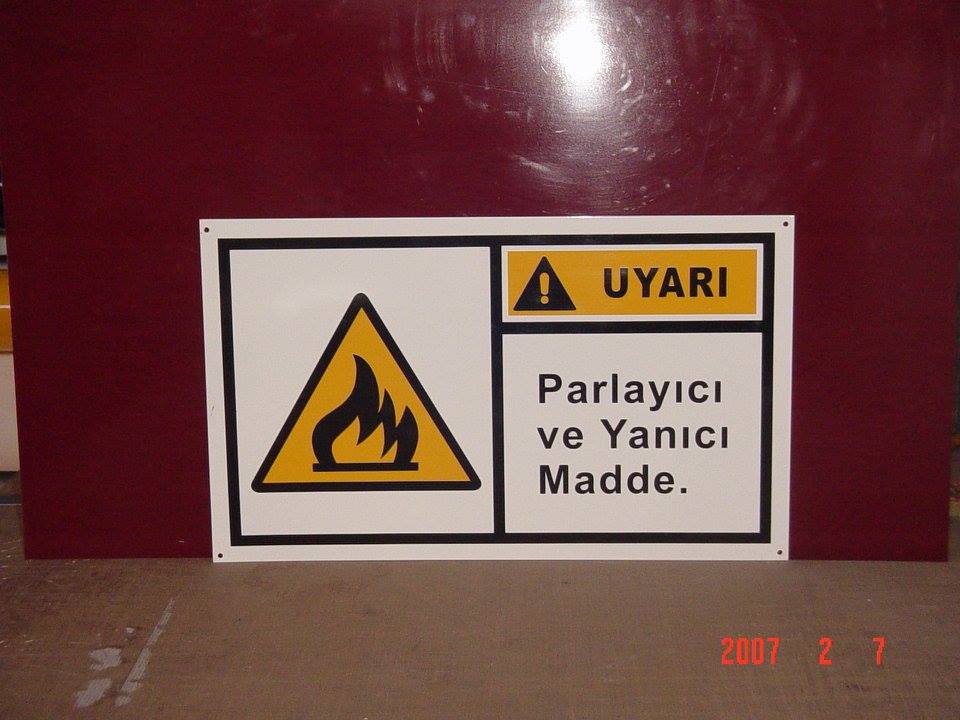 UYARI
Parlayıcı
ve Yanıcı
Madde.
2007 2 7